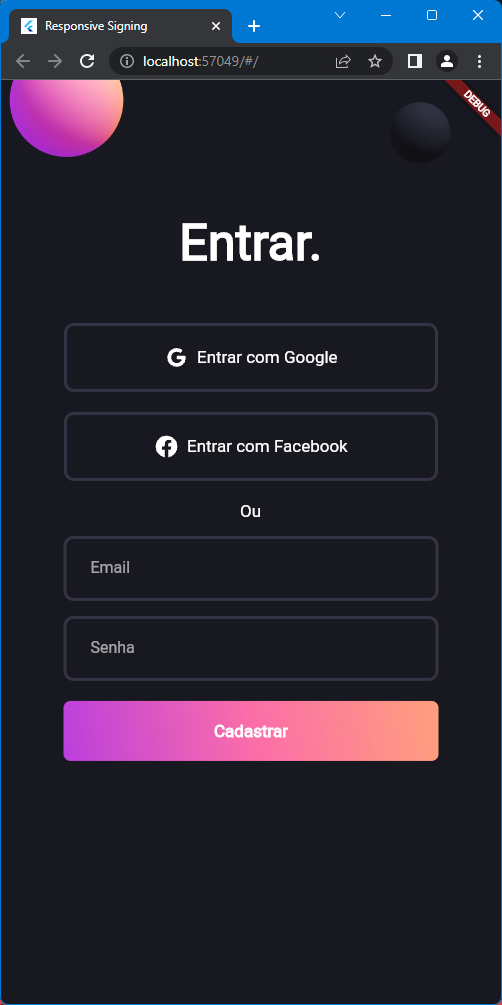 Responsive Signing
localhost:57049/#/
DEBUG
Entrar.
Entrar com Google
Entrar com Facebook
Ou
Email
Senha
Cadastrar